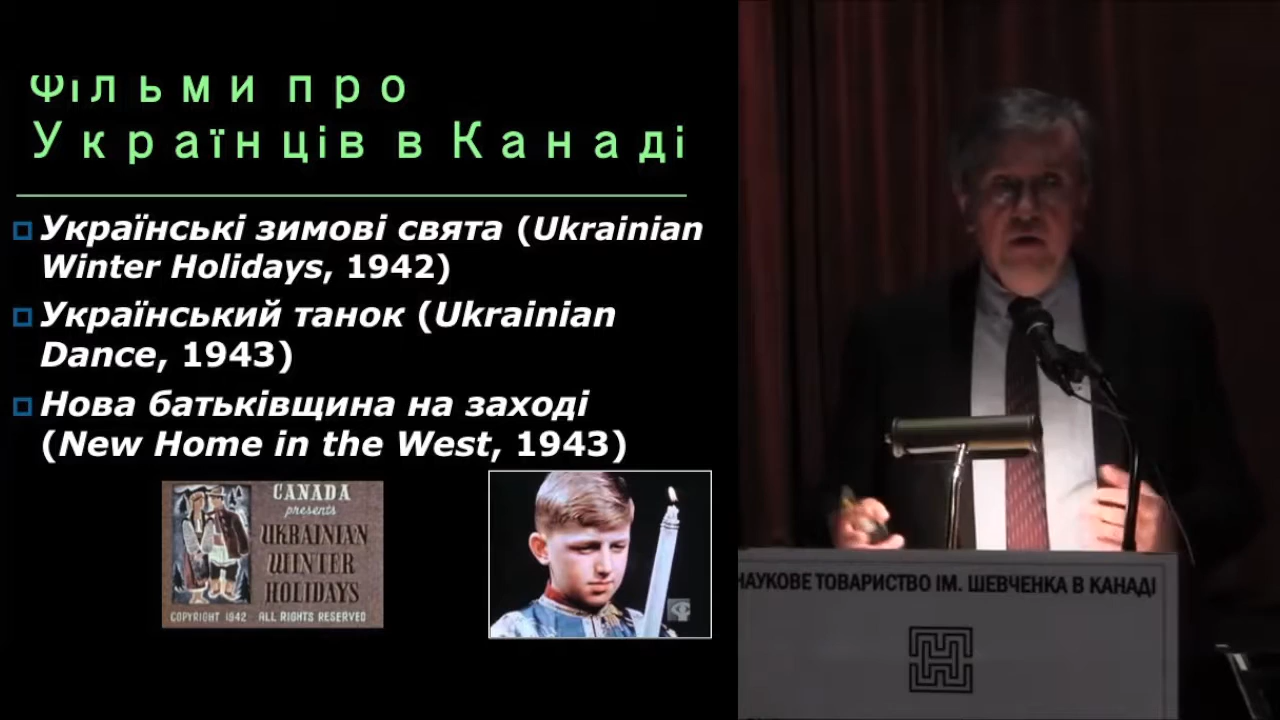 Фільми про
Українців в Канаді
Українські зимові свята (Ukrainian
Winter Holidays, 1942)
Український танок (Ukrainian
Dance, 1943)
Нова батьківщина на заході
(New Home in the West, 1943)
CANADA
presents
UKRAINIAN
WINTER
HOLIDAYS
COPYRIGHT 1942 - ALL RIGHTS RESERVED
НАУКОВЕ ТОВАРИСТВО ІМ. ШЕВЧЕНКА В КАНАДІ